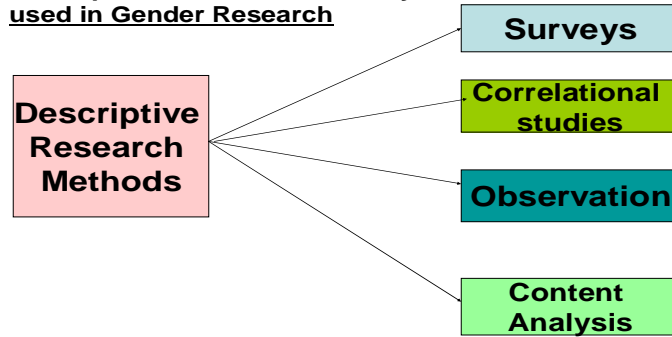 used in Gender Research
Surveys
Descriptive
Research
Methods
Correlational
studies
Observation
Content
Analysis